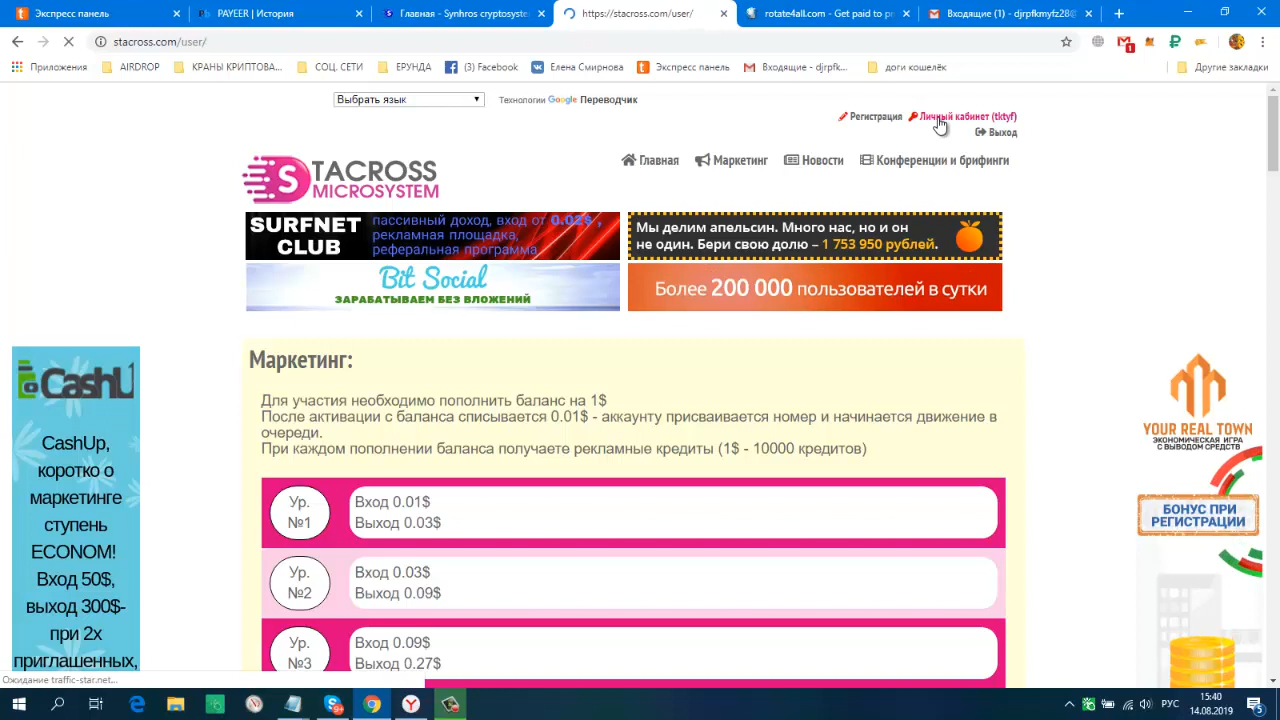 Экспресс панель
PAYEER | История
Главная - Synhros cryptosystem
https://stacross.com/user/
rotate4all.com - Get paid to p
Входящие (1) - djrpfkmyfz28@
stacross.com/user/
Приложения
AIRDROP
КРАНЫ КРИПТОВА...
СОЦ. СЕТИ
ЕРУНДА
(3) Facebook
Елена Смирнова
Экспресс панель
Входящие - djrpfk...
доги кошелёк
Другие закладки
Выбрать язык
Технологии Google Переводчик
Регистрация
Личный кабинет (tktyf)
Выход
Главная
Маркетинг
Новости
Конференции и брифинги
STACROSS
MICROSYSTEM
SURFNET
CLUB
пассивный доход, вход от 0.02$ ,
рекламная площадка,
реферальная программа
Мы делим апельсин. Много нас, но и он
не один. Бери свою долю – 1 753 950 рублей.
Bit Social
ЗАРАБАТЫВАЕМ БЕЗ ВЛОЖЕНИЙ
Более 200 000 пользователей в сутки
Маркетинг:
Для участия необходимо пополнить баланс на 1$
После активации с баланса списывается 0.01$ - аккаунту присваивается номер и начинается движение в
очереди.
При каждом пополнении баланса получаете рекламные кредиты (1$ - 10000 кредитов)
Ур.
№1
Вход 0.01$
Выход 0.03$
Ур.
№2
Вход 0.03$
Выход 0.09$
Ур.
№3
Вход 0.09$
Выход 0.27$
CashU
CashUp,
коротко о
маркетинге
ступень
ECONOM!
Вход 50$,
выход 300$-
при 2х
приглашенных,
YOUR REAL TOWN
ЭКОНОМИЧЕСКАЯ ИГРА
С ВЫВОДОМ СРЕДСТВ
БОНУС ПРИ
РЕГИСТРАЦИИ
Ожидание traffic-star.net...
РУС
15:40
14.08.2019